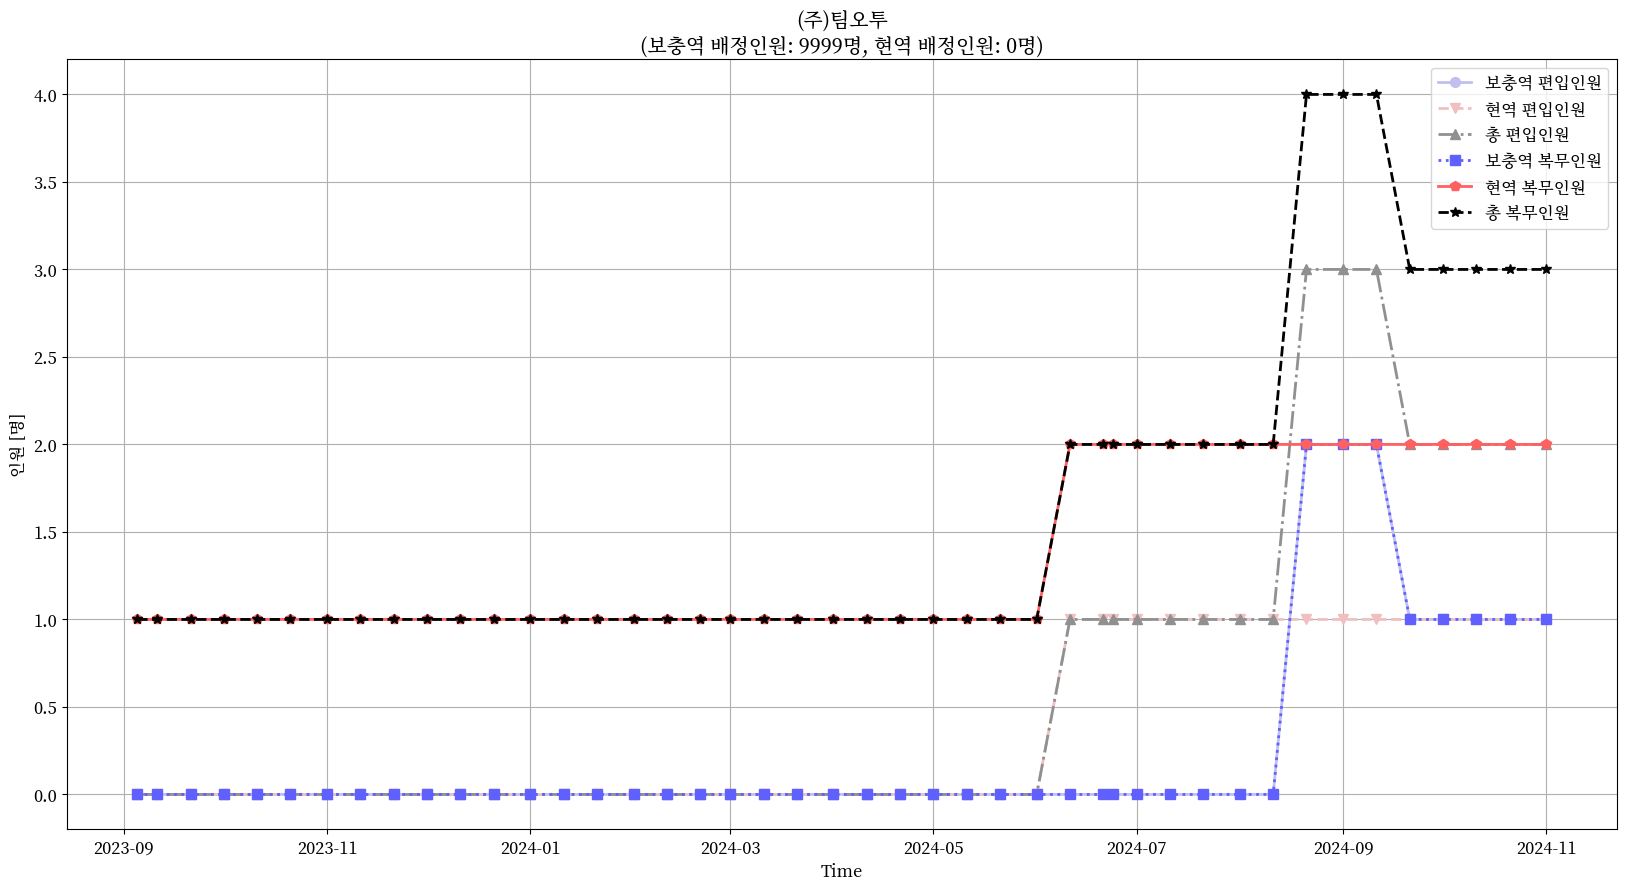 (주)팀오투
(보충역 배정인원: 9999명, 현역 배정인원: 0명)
인원 [명]
4.0
3.5
3.0
2.5
2.0
1.5
1.0
0.5
0.0
보충역 편입인원
현역 편입인원
총 편입인원
보충역 복무인원
현역 복무인원
총 복무인원
2023-09
2023-11
2024-01
2024-03
2024-05
2024-07
2024-09
2024-11
Time